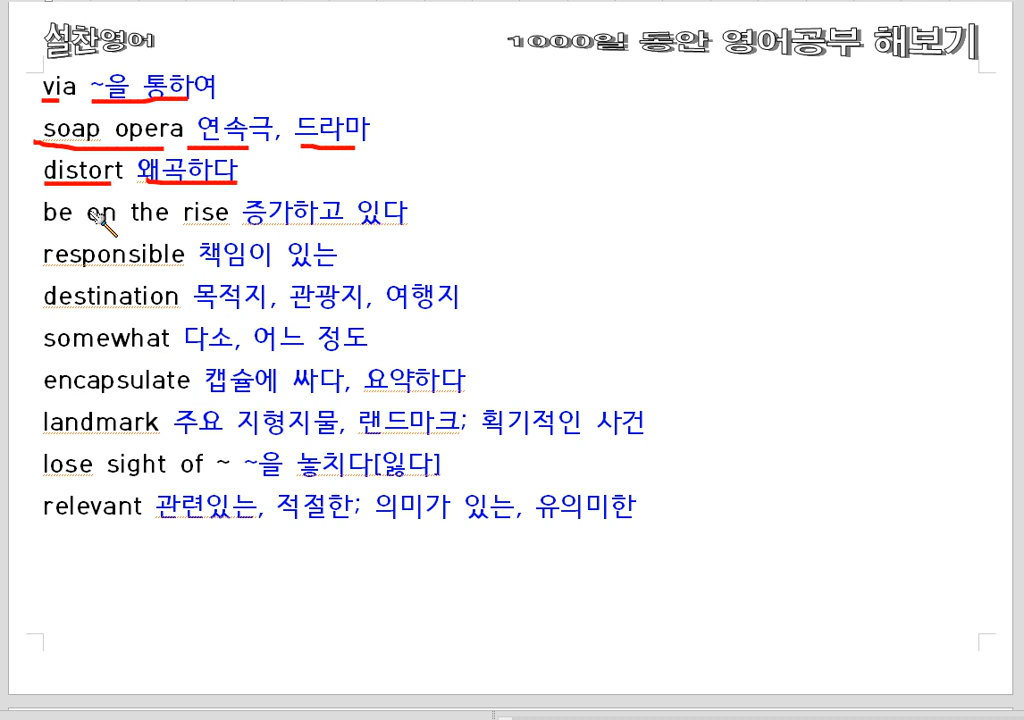 설찬영어 1000일 동안 영어공부 해보기
via ~을 통하여
soap opera 연속극, 드라마
distort 왜곡하다
be on the rise 증가하고 있다
responsible 책임이 있는
destination 목적지, 관광지, 여행지
somewhat 다소, 어느 정도
encapsulate 캡슐에 싸다, 요약하다
landmark 주요 지형지물, 랜드마크; 획기적인 사건
lose sight of ~ ~을 놓치다[잃다]
relevant 관련있는, 적절한; 의미가 있는, 유의미한